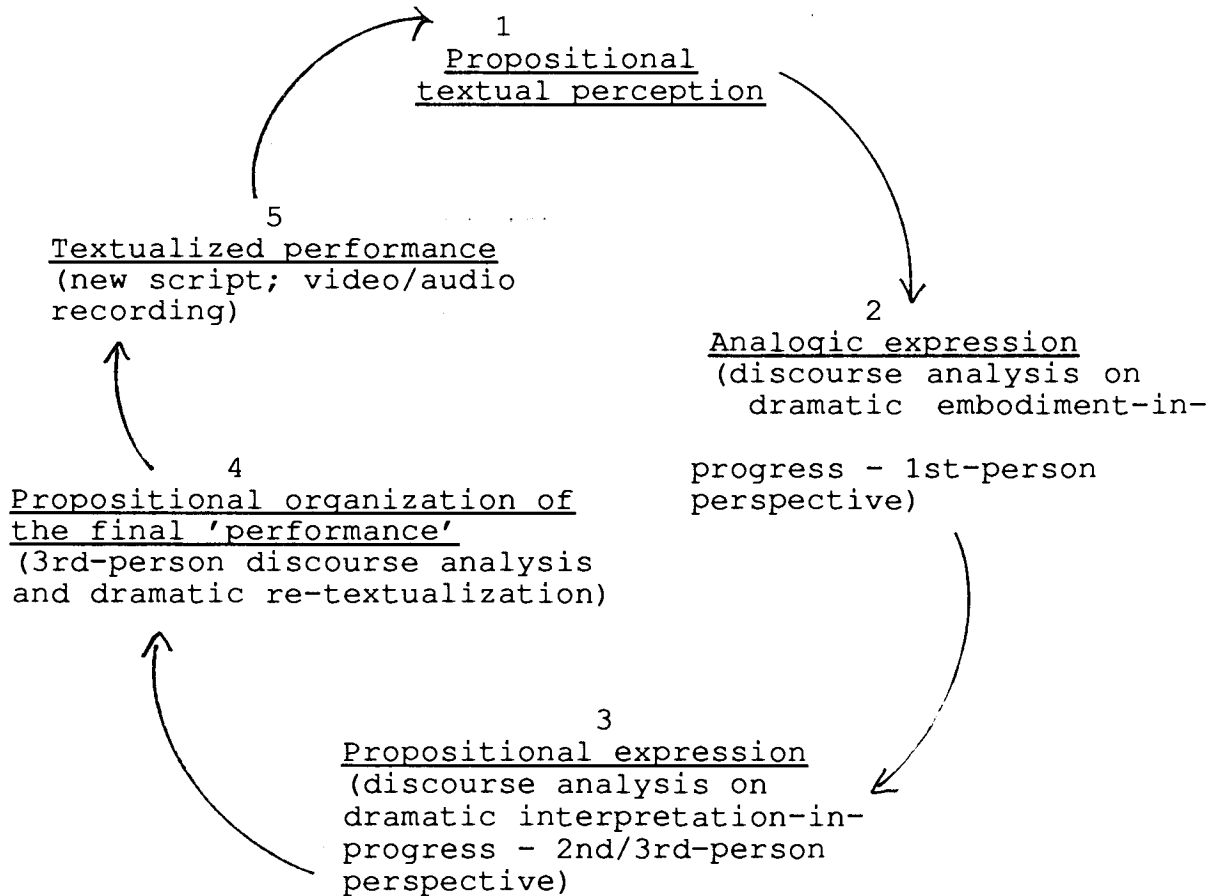 1
Propositional
textual perception
2
Analogic expression
(discourse analysis on
dramatic embodiment-in-
progress - 1st-person
perspective)
3
Propositional expression
(discourse analysis on
dramatic interpretation-in-
progress - 2nd/3rd-person
perspective)
4
Propositional organization of
the final 'performance'
(3rd-person discourse analysis
and dramatic re-textualization)
5
Textualized performance
(new script; video/audio
recording)